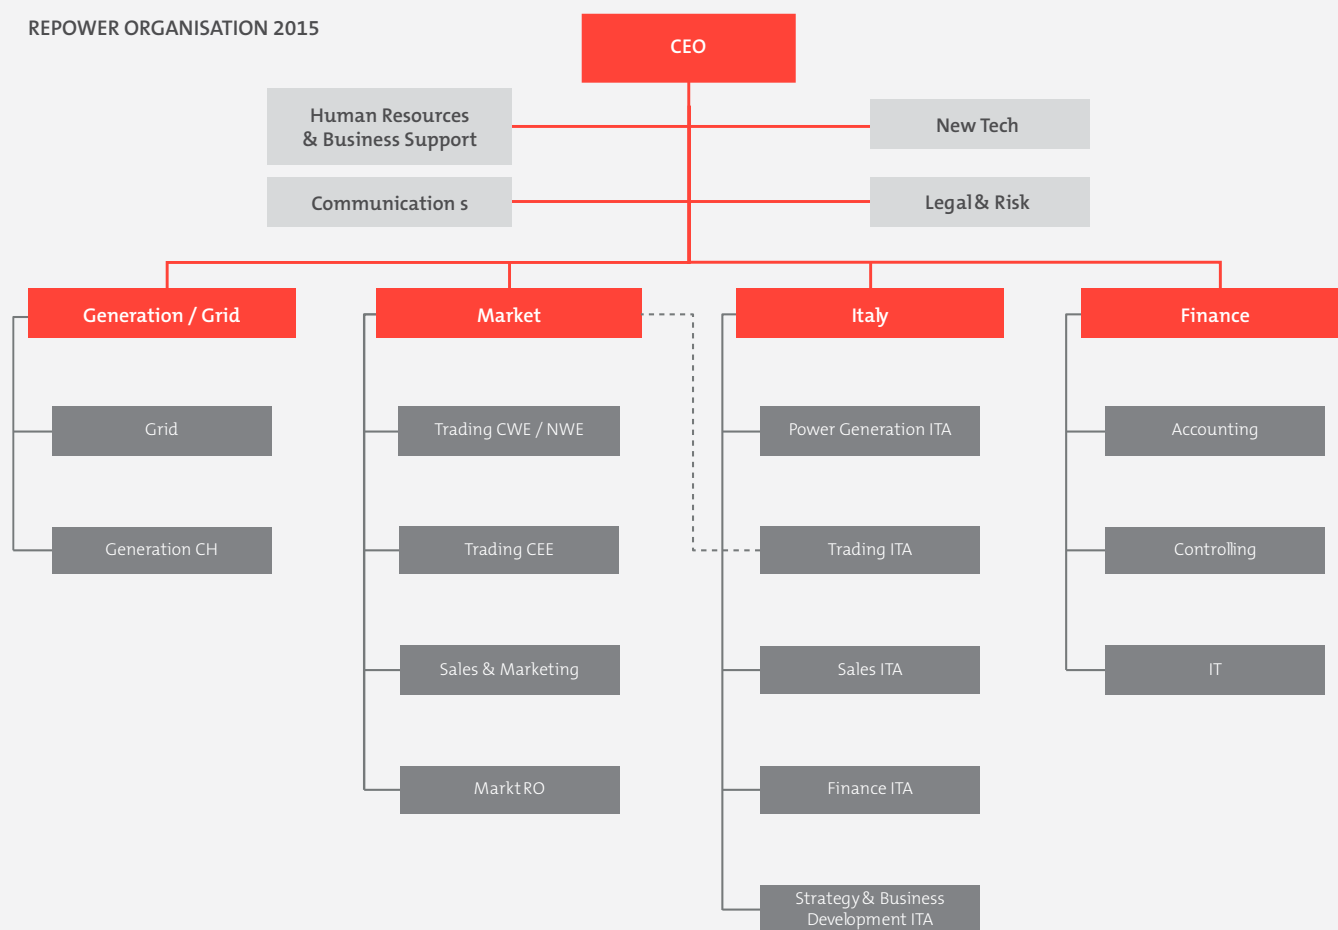 REPOWER ORGANISATION 2015
CEO
Human Resources
& Business Support
New Tech
Communication s
Legal & Risk
Generation / Grid
Market
Italy
Finance
Grid
Trading CWE / NWE
Power Generation ITA
Accounting
Generation CH
Trading CEE
Trading ITA
Controlling
Sales & Marketing
Sales ITA
IT
Markt RO
Finance ITA
Strategy & Business
Development ITA